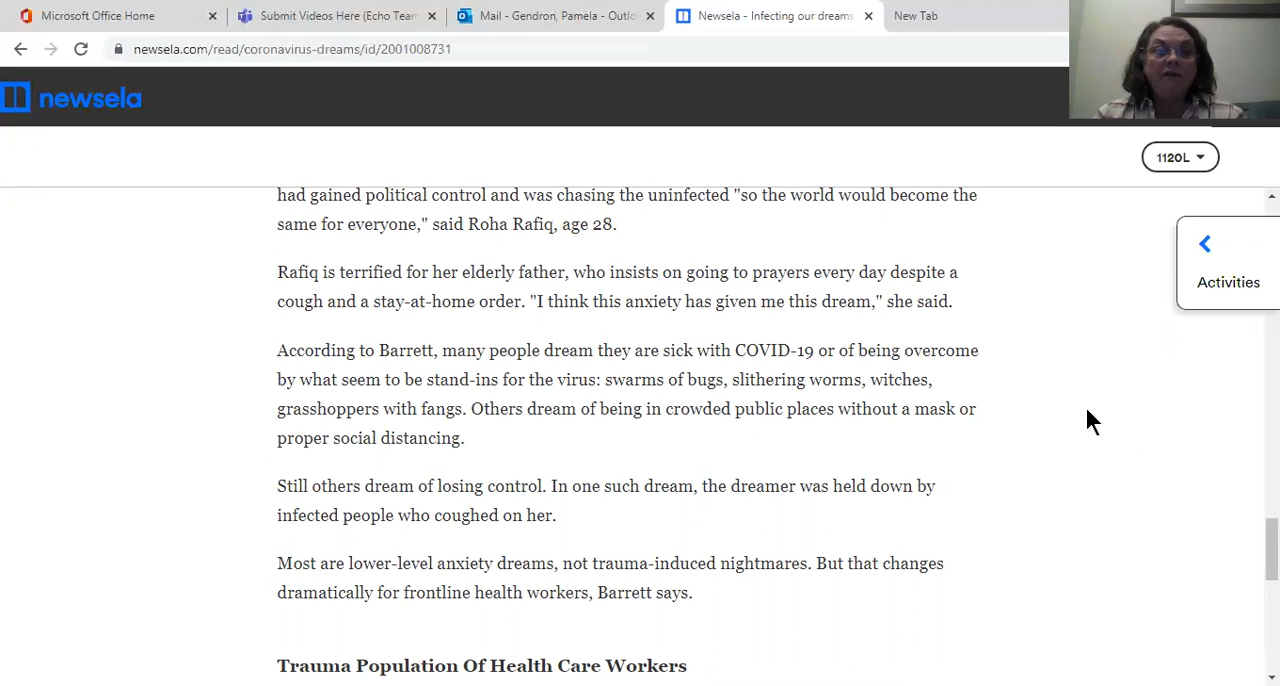 Microsoft Office Home
Submit Videos Here (Echo Tean
Mail - Gendron, Pamela - Outlo
Newsela - Infecting our dreams
New Tab
newsela.com/read/coronavirus-dreams/id/2001008731
newsela
1120L
had gained political control and was chasing the uninfected "so the world would become the
same for everyone," said Roha Rafiq, age 28.
Rafiq is terrified for her elderly father, who insists on going to prayers every day despite a
cough and a stay-at-home order. "I think this anxiety has given me this dream," she said.
According to Barrett, many people dream they are sick with COVID-19 or of being overcome
by what seem to be stand-ins for the virus: swarms of bugs, slithering worms, witches,
grasshoppers with fangs. Others dream of being in crowded public places without a mask or
proper social distancing.
Still others dream of losing control. In one such dream, the dreamer was held down by
infected people who coughed on her.
Most are lower-level anxiety dreams, not trauma-induced nightmares. But that changes
dramatically for frontline health workers, Barrett says.
Trauma Population Of Health Care Workers
Activities